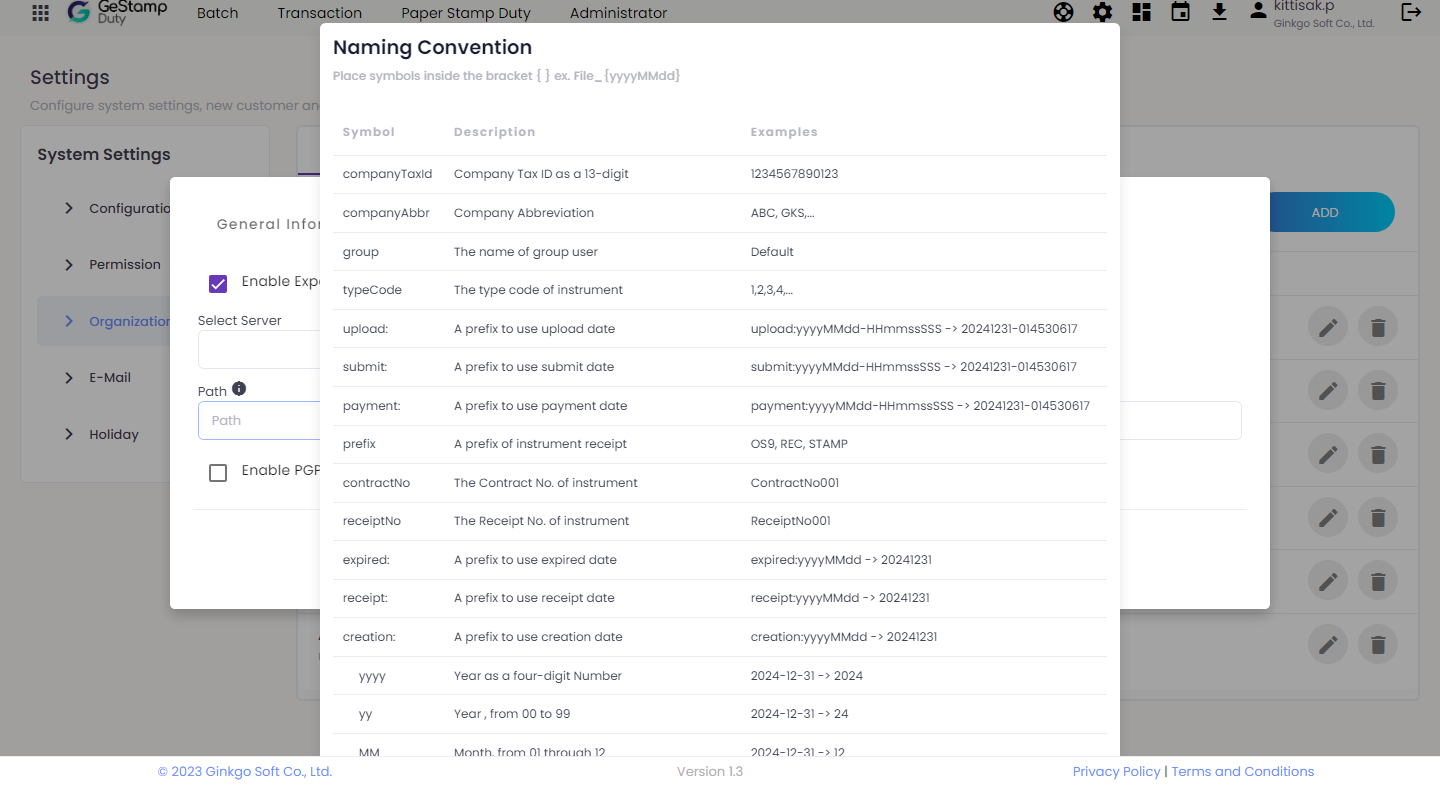 GeStamp
Duty
Batch
Transaction
Paper Stamp Duty
Administrator
kittisak.p
Ginkgo Soft Co., Ltd.
Settings
Configure system settings, new customer an
System Settings
Configuratio
Permission
Organization
E-Mail
Holiday
ADD
General Infor
Enable Expo
Select Server
Path
Path
Enable PGP
Naming Convention
Place symbols inside the bracket { } ex. File_{yyyyMMdd}
Symbol Description Examples
companyTaxId Company Tax ID as a 13-digit 1234567890123
companyAbbr Company Abbreviation ABC, GKS,...
group The name of group user Default
typeCode The type code of instrument 1,2,3,4,...
upload: A prefix to use upload date upload:yyyyMMdd-HHmmssSSS -> 20241231-014530617
submit: A prefix to use submit date submit:yyyyMMdd-HHmmssSSS -> 20241231-014530617
payment: A prefix to use payment date payment:yyyyMMdd-HHmmssSSS -> 20241231-014530617
prefix A prefix of instrument receipt OS9, REC, STAMP
contractNo The Contract No. of instrument ContractNo001
receiptNo The Receipt No. of instrument ReceiptNo001
expired: A prefix to use expired date expired:yyyyMMdd -> 20241231
receipt: A prefix to use receipt date receipt:yyyyMMdd -> 20241231
creation: A prefix to use creation date creation:yyyyMMdd -> 20241231
yyyy Year as a four-digit Number 2024-12-31 -> 2024
yy Year , from 00 to 99 2024-12-31 -> 24
MM Month, from 01 through 12 2024-12-31 -> 12
© 2023 Ginkgo Soft Co., Ltd.
Version 1.3
Privacy Policy | Terms and Conditions